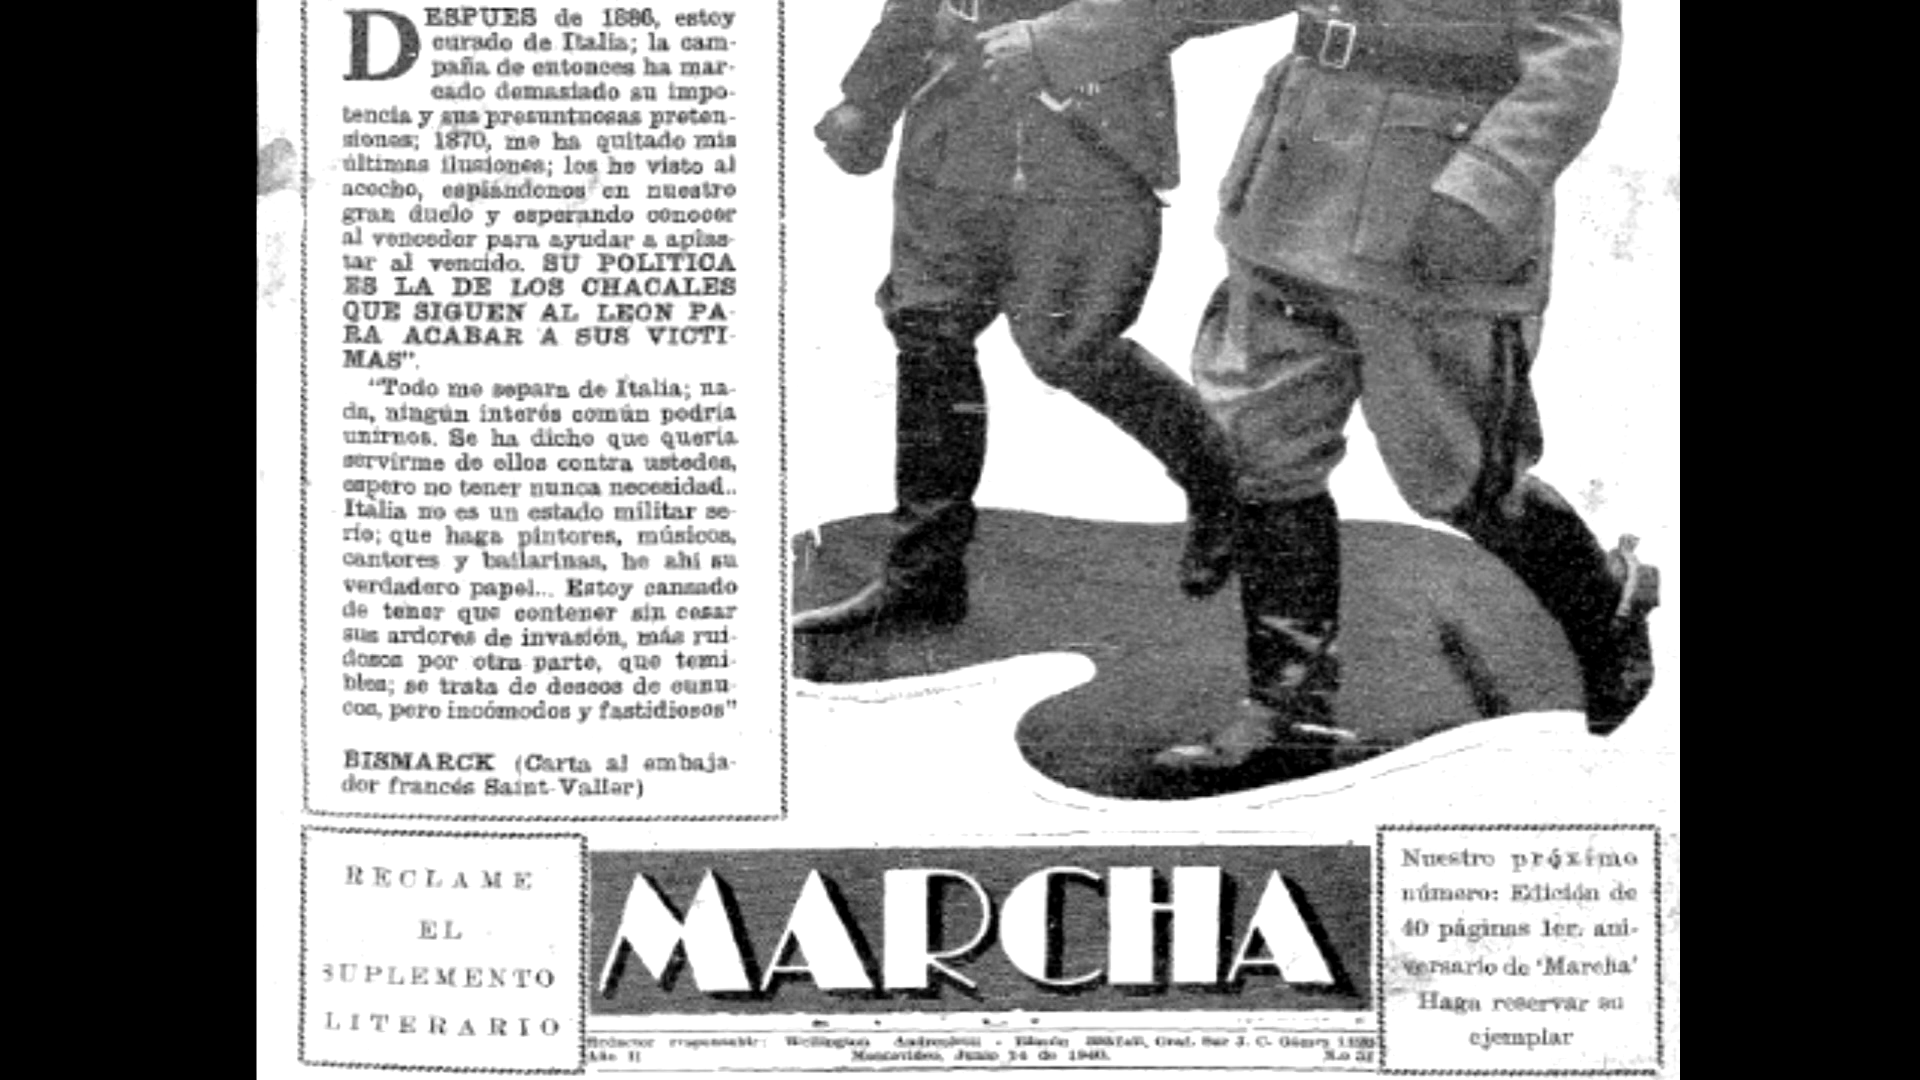 DESPUES de 1886, estoy
curado de Italia; la cam-
paña de entonces ha mar-
cado demasiado su impo-
tencia y sus presuntuosas preten-
siones; 1870, me ha quitado mis
últimas ilusiones; los he visto al
acecho, espiándonos en nuestro
gran duelo y esperando conocer
al vencedor para ayudar a aplas-
tar al vencido. SU POLITICA
ES LA DE LOS CHACALES
QUE SIGUEN AL LEON PA-
RA ACABAR A SUS VICTI-
MAS".
"Todo me separa de Italia; na-
da, ningún interés común podría
unirnos. Se ha dicho que quería
servirme de ellos contra ustedes,
espero no tener nunca necesidad..
Italia no es un estado militar se-
rio; que haga pintores, músicos,
cantores y bailarinas, he ahí su
verdadero papel... Estoy cansado
de tener que contener sin cesar
sus ardores de invasión, más rui-
dosos por otra parte, que temi-
bles; se trata de deseos de eunu-
cos, pero incómodos y fastidiosos"
BISMARCK (Carta al embaja-
dor francés Saint-Vallier)
RECLAME
EL
SUPLEMENTO
LITERARIO
MARCHA
Redactor responsable: Wellington
Año II Montevideo, Junio 14 de 1940.
Nuestro próximo
número: Edición de
40 páginas 1er. ani-
versario de 'Marcha'
Haga reservar su
ejemplar